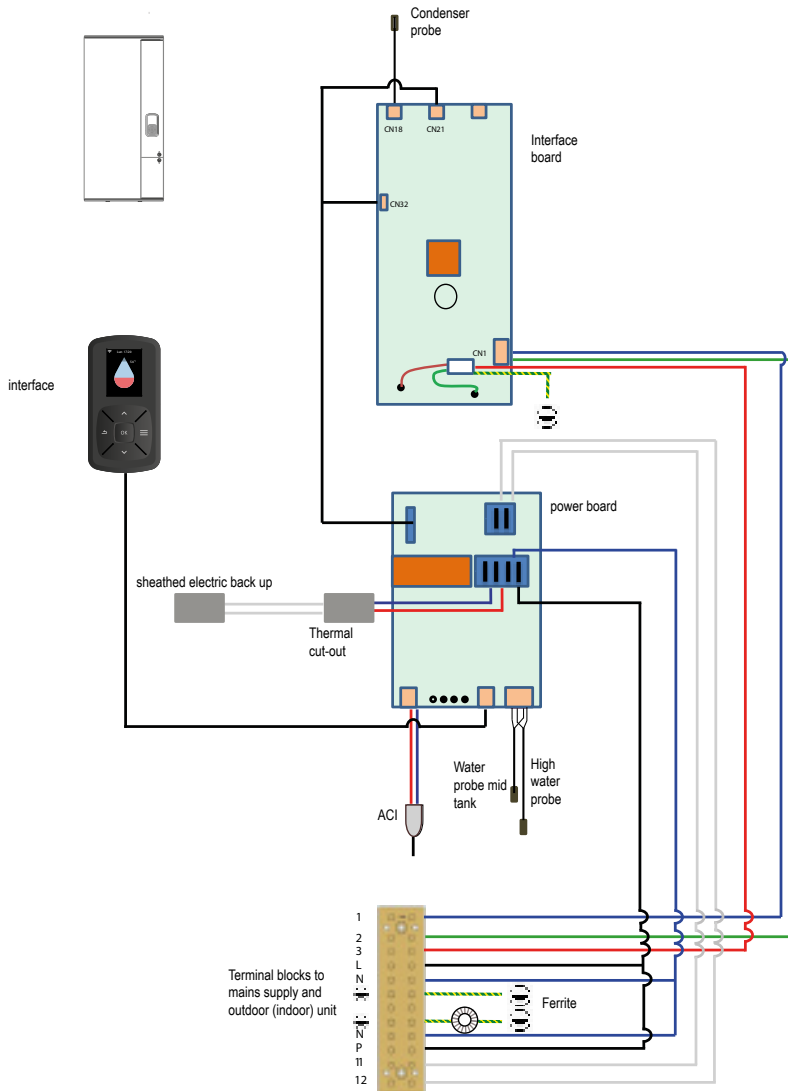 Condenser
probe
CN18
CN21
Interface
board
CN32
CN1
interface
OK
power board
sheathed electric back up
Thermal
cut-out
Water
probe mid
tank
High
water
probe
ACI
1
2
3
L
N
N
P
11
12
Terminal blocks to
mains supply and
outdoor (indoor) unit
Ferrite